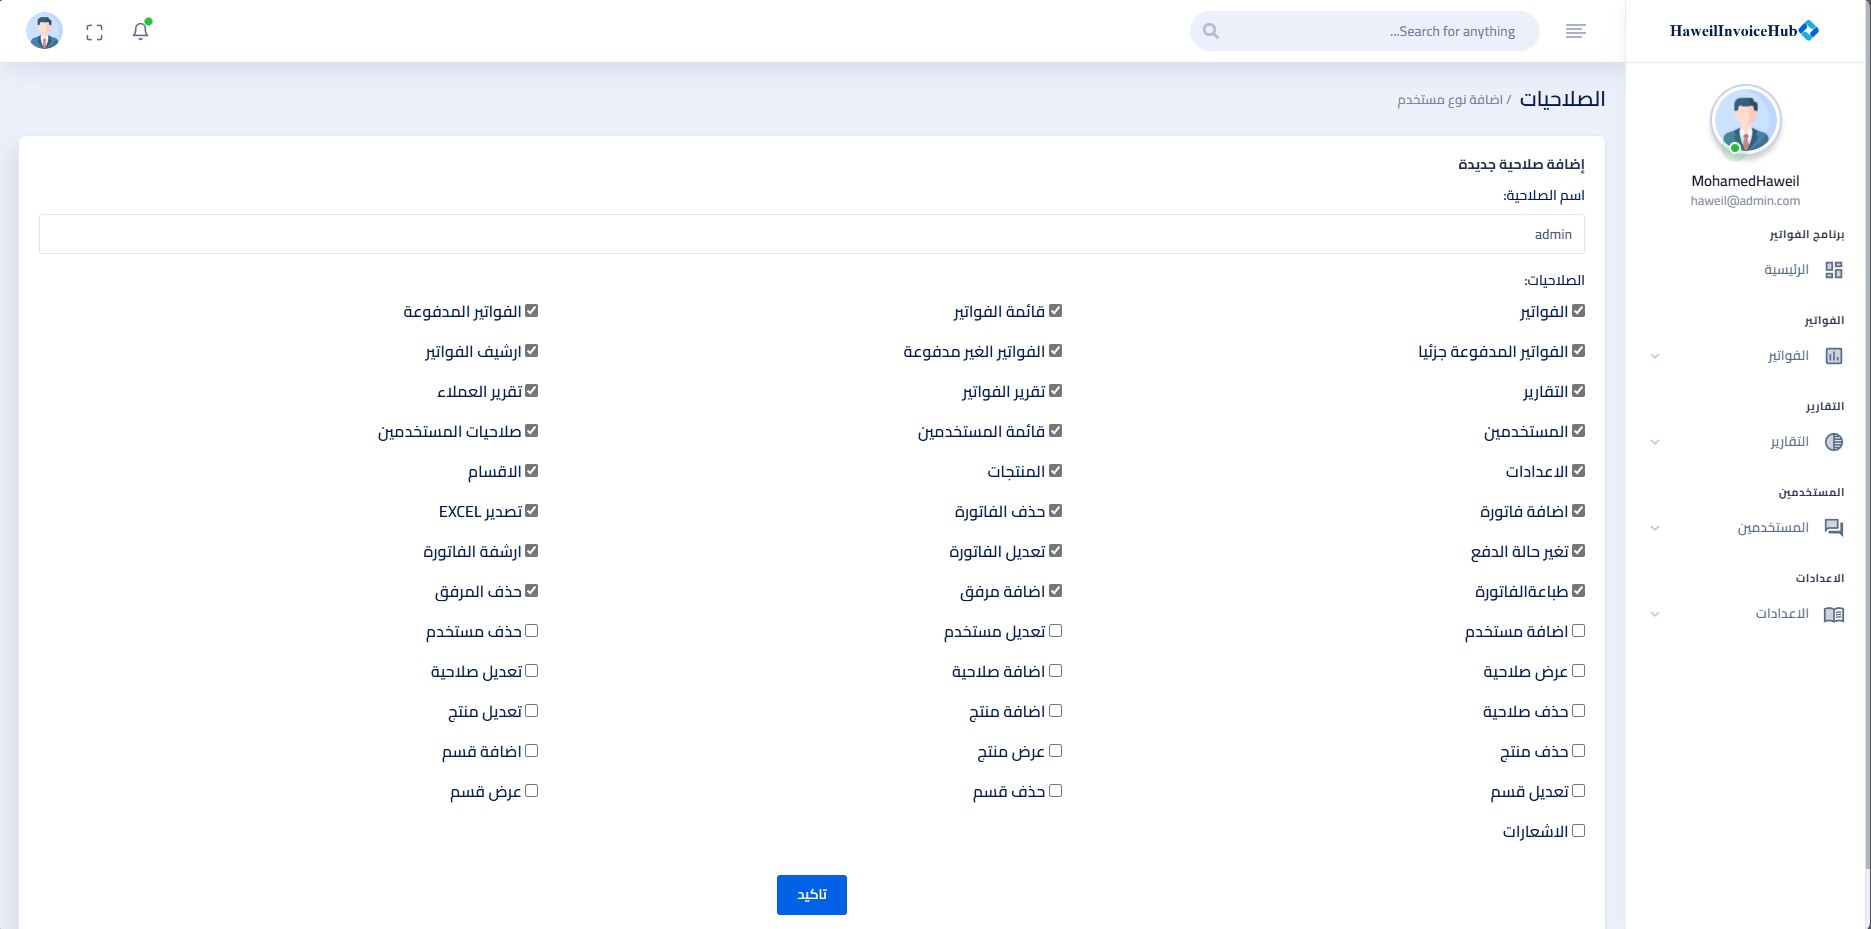 HaweilInvoiceHub
Search for anything...
MohamedHaweil
haweil@admin.com
برنامج الفواتير
الرئيسية
الفواتير
الفواتير
التقارير
التقارير
المستخدمين
المستخدمين
الاعدادات
الاعدادات
الصلاحيات / اضافة نوع مستخدم
إضافة صلاحية جديدة
اسم الصلاحية:
admin
الصلاحيات:
الفواتير قائمة الفواتير الفواتير المدفوعة
الفواتير المدفوعة جزئيا الفواتير الغير مدفوعة ارشيف الفواتير
التقارير تقرير الفواتير تقرير العملاء
المستخدمين قائمة المستخدمين صلاحيات المستخدمين
الاعدادات المنتجات الاقسام
اضافة فاتورة حذف الفاتورة تصدير EXCEL
تغير حالة الدفع تعديل الفاتورة ارشفة الفاتورة
طباعةالفاتورة اضافة مرفق حذف المرفق
اضافة مستخدم تعديل مستخدم حذف مستخدم
عرض صلاحية اضافة صلاحية تعديل صلاحية
حذف صلاحية اضافة منتج تعديل منتج
حذف منتج عرض منتج اضافة قسم
تعديل قسم حذف قسم عرض قسم
الاشعارات
تاكيد